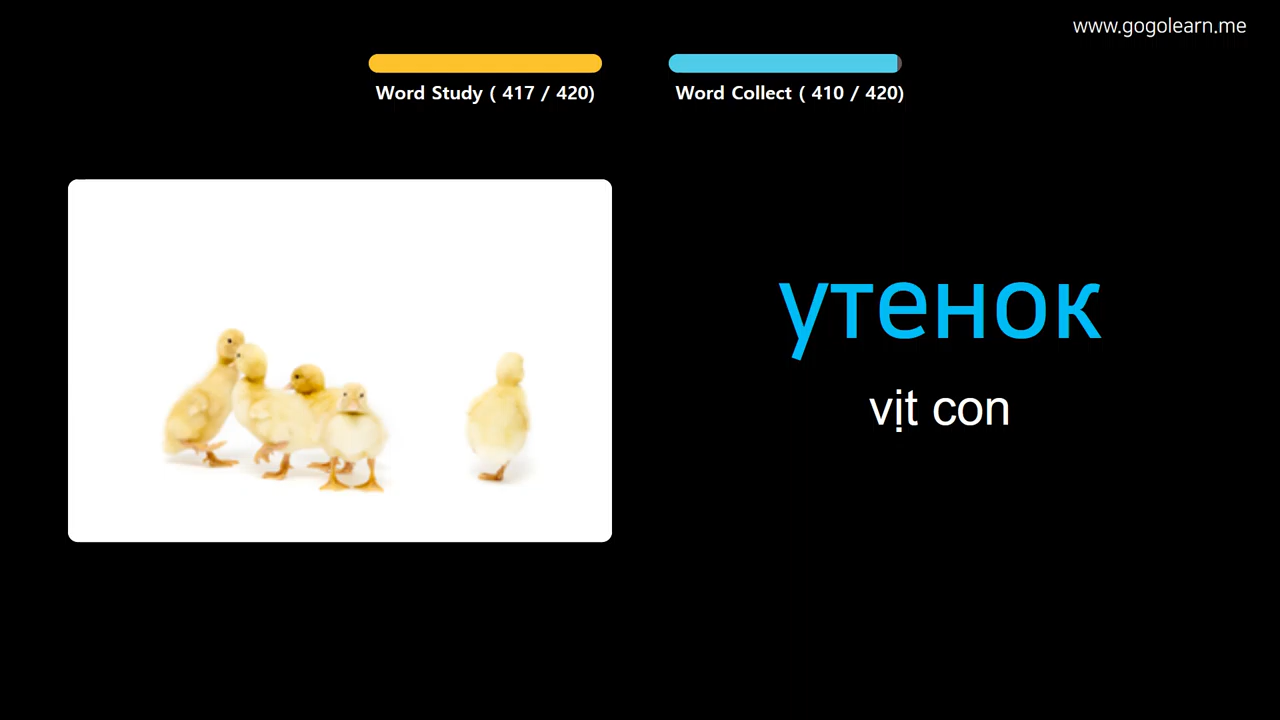 www.gogolearn.me
Word Study ( 417 / 420)
Word Collect ( 410 / 420)
утенок
vịt con